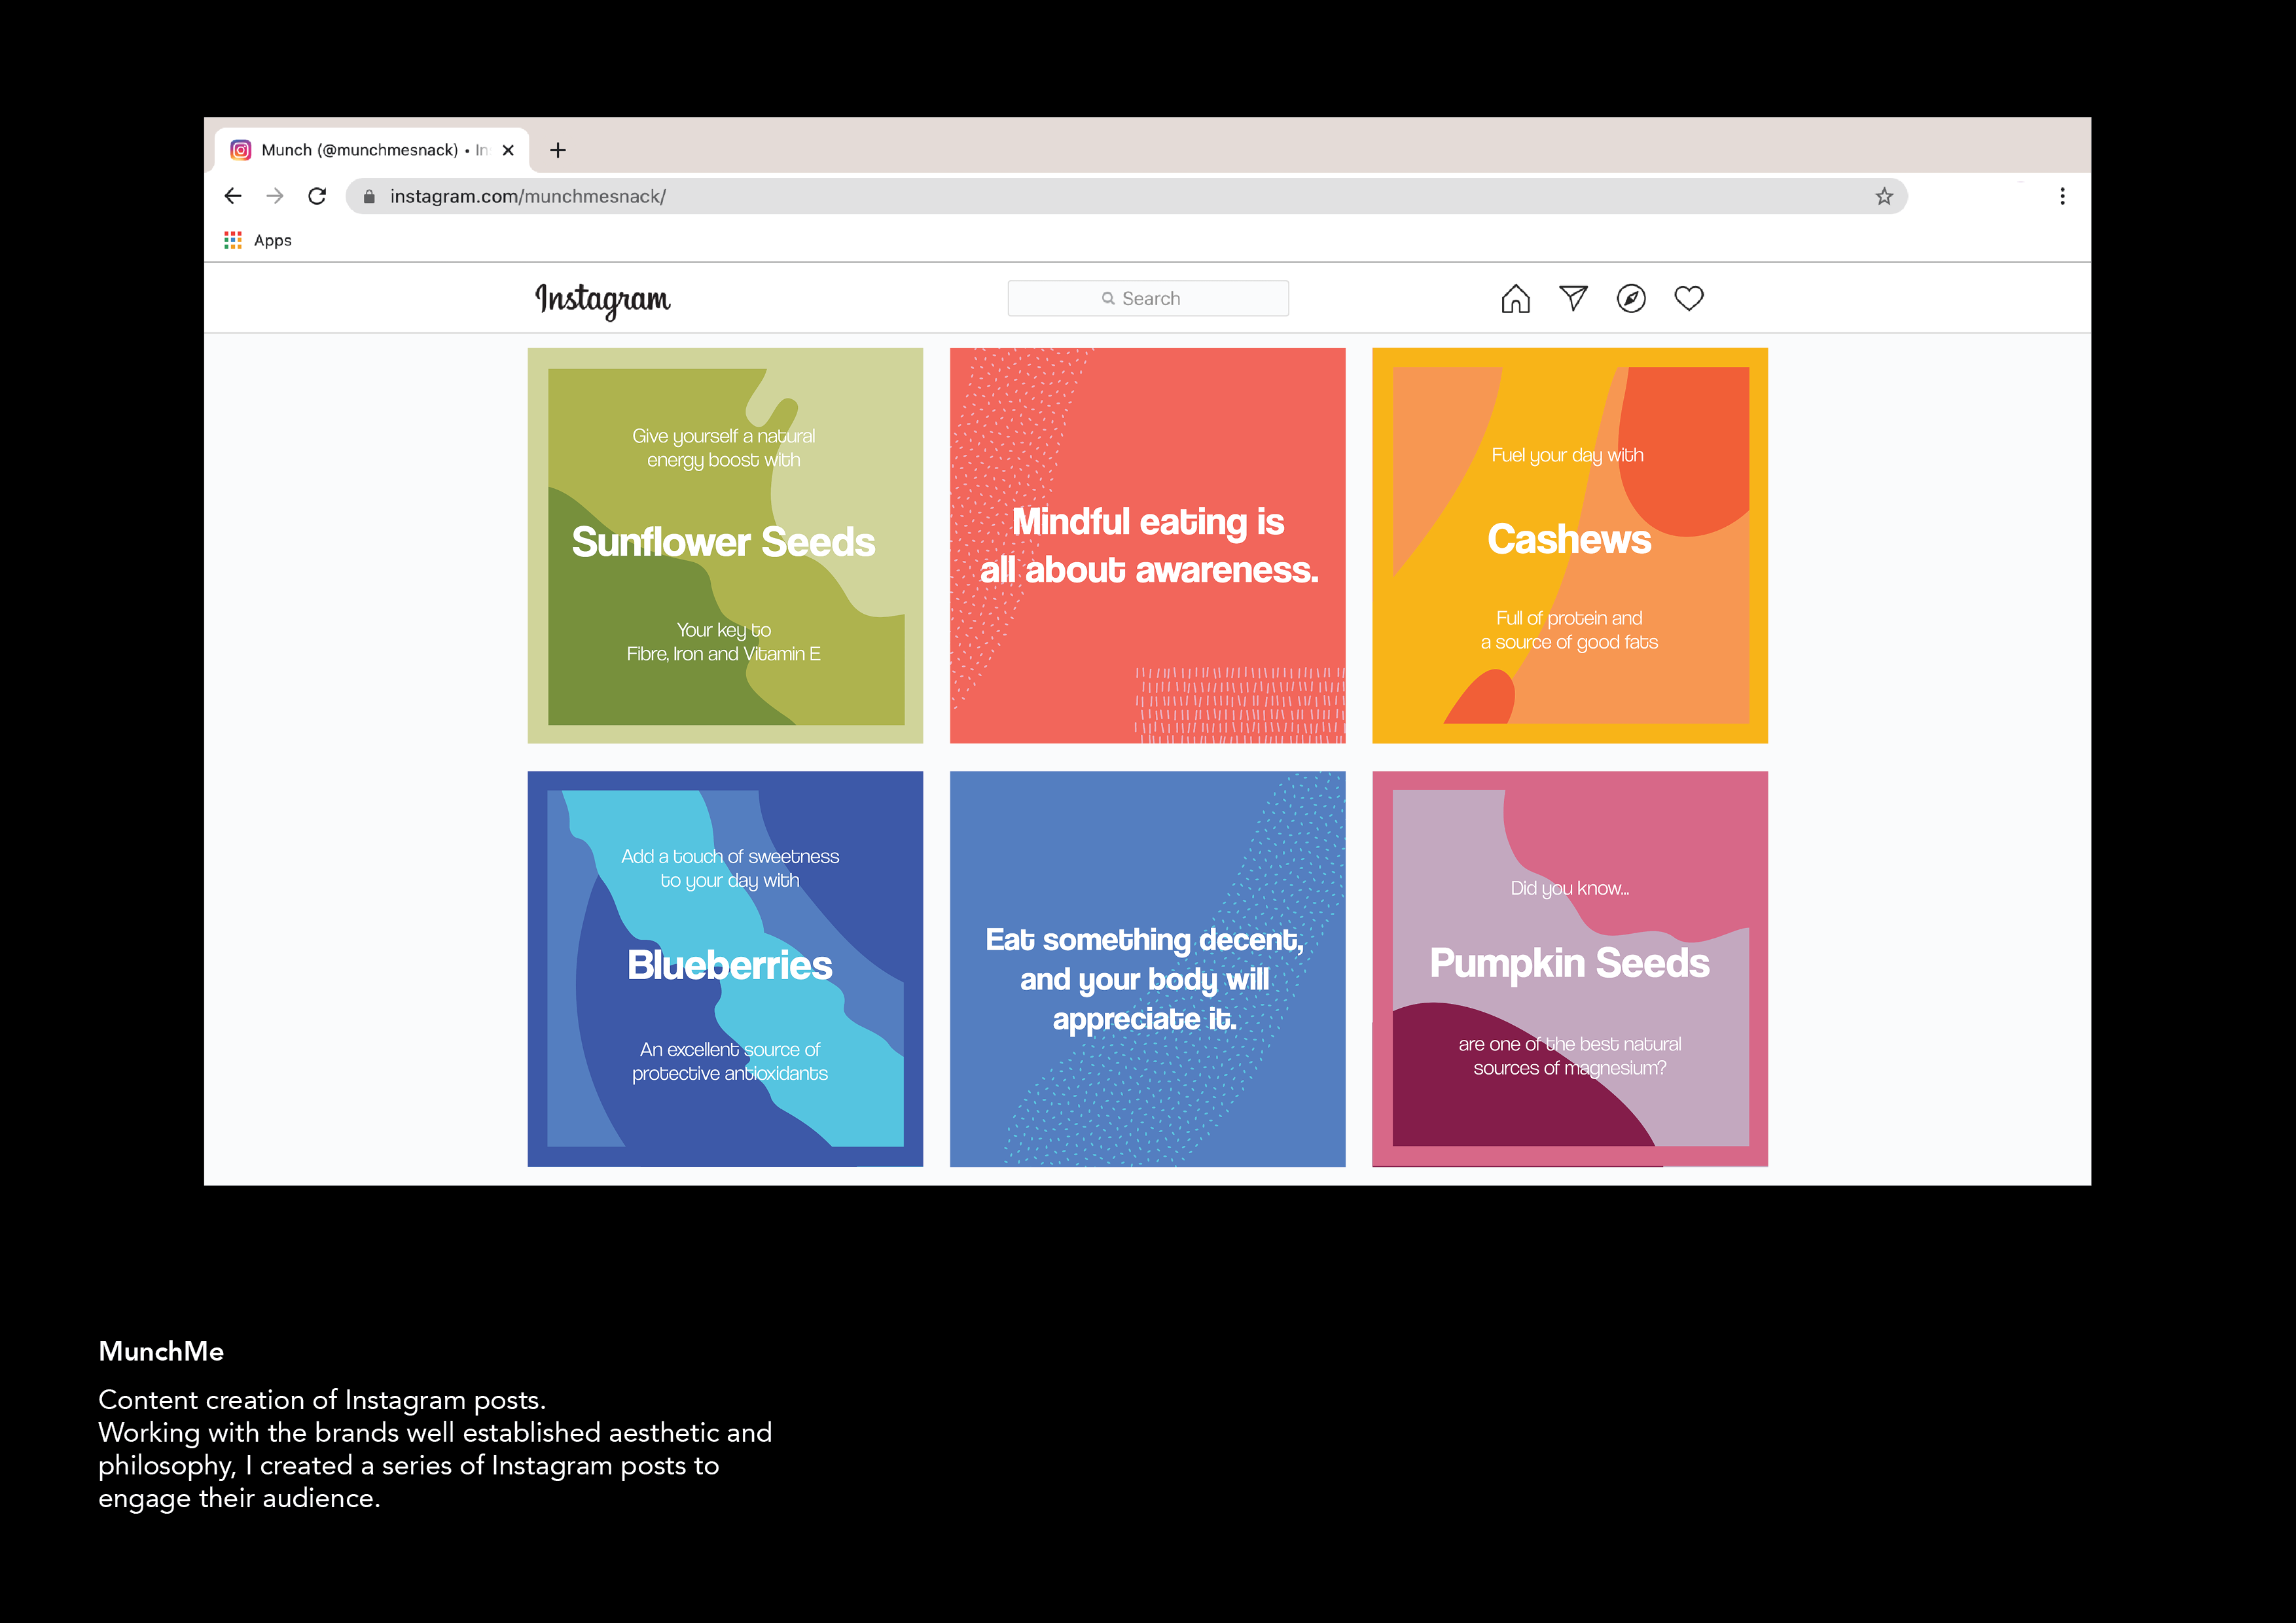 Munch (@munchmesnack) • In
instagram.com/munchmesnack/
Apps
Instagram
Search
Give yourself a natural
energy boost with
Sunflower Seeds
Your key to
Fibre, Iron and Vitamin E
Mindful eating is
all about awareness.
Fuel your day with
Cashews
Full of protein and
a source of good fats
Add a touch of sweetness
to your day with
Blueberries
An excellent source of
protective antioxidants
Eat something decent,
and your body will
appreciate it.
Did you know...
Pumpkin Seeds
are one of the best natural
sources of magnesium?
MunchMe
Content creation of Instagram posts.
Working with the brands well established aesthetic and
philosophy, I created a series of Instagram posts to
engage their audience.